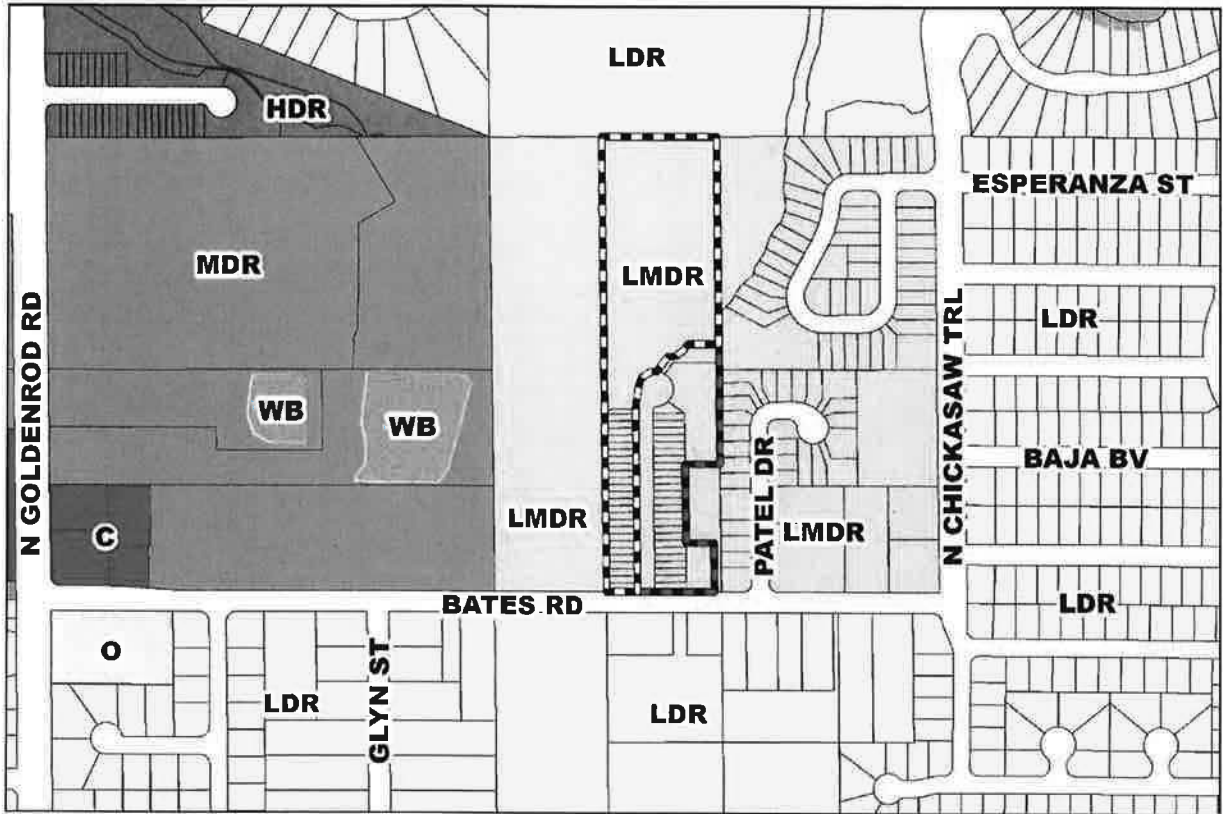 LDR
HDR
ESPERANZA ST
MDR
LMDR
N GOLDENROD RD
N CHICKASAW TRL
LDR
WB
WB
BAJA BV
C
LMDR
PATEL DR
LMDR
BATES RD
LDR
O
GLYN ST
LDR
LDR